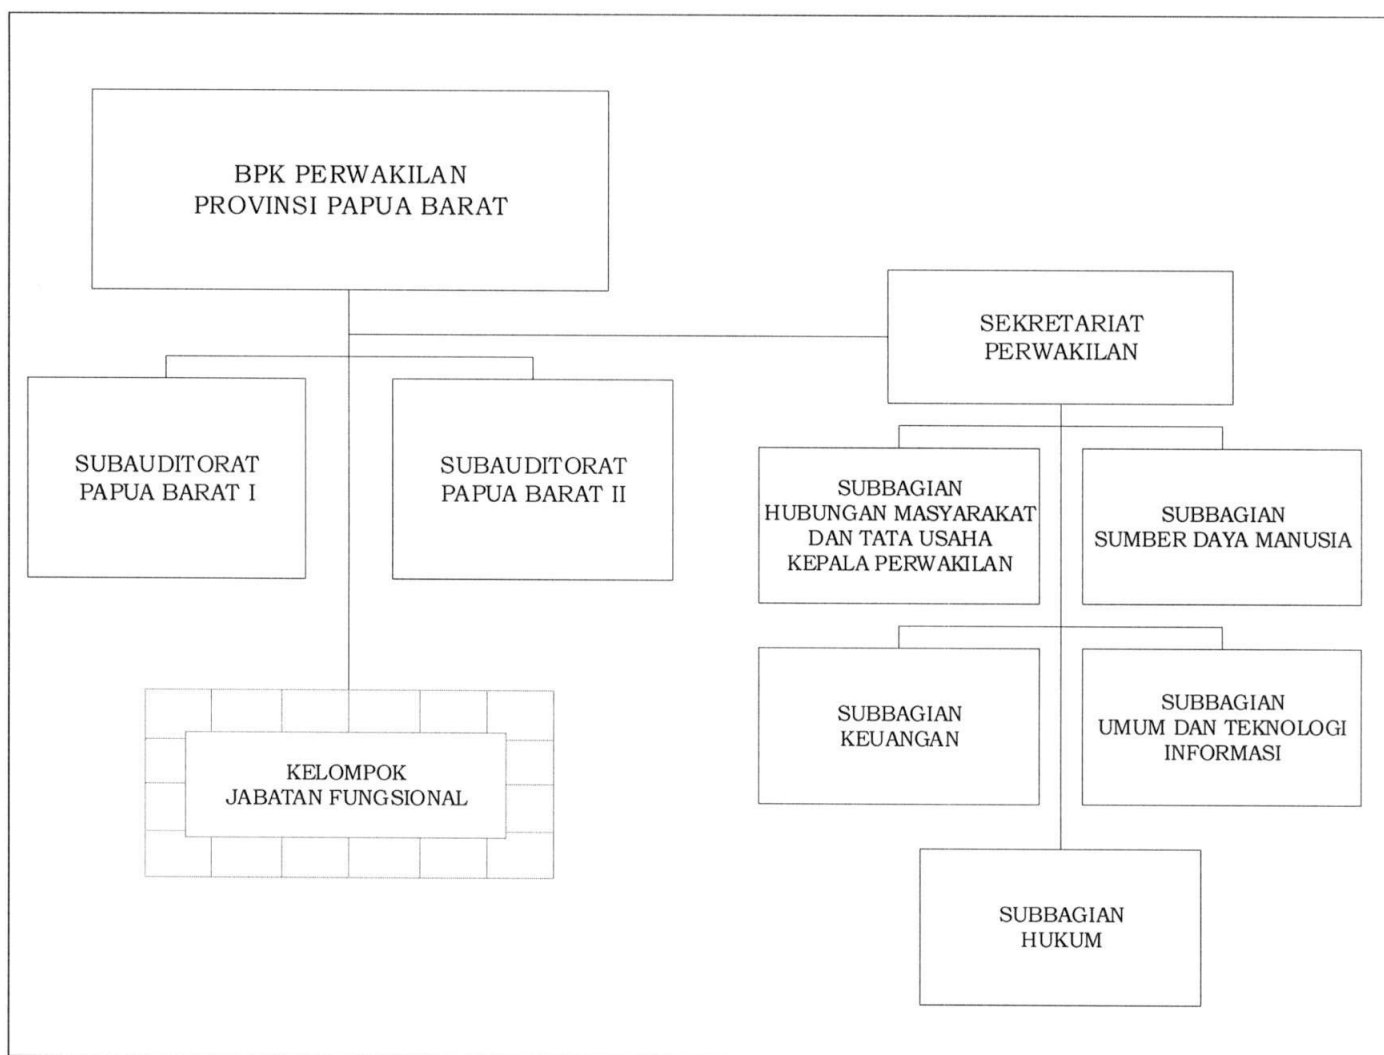 BPK PERWAKILAN
PROVINSI PAPUA BARAT
SEKRETARIAT
PERWAKILAN
SUBAUDITORAT
PAPUA BARAT I
SUBAUDITORAT
PAPUA BARAT II
SUBBAGIAN
HUBUNGAN MASYARAKAT
DAN TATA USAHA
KEPALA PERWAKILAN
SUBBAGIAN
SUMBER DAYA MANUSIA
SUBBAGIAN
KEUANGAN
SUBBAGIAN
UMUM DAN TEKNOLOGI
INFORMASI
KELOMPOK
JABATAN FUNGSIONAL
SUBBAGIAN
HUKUM